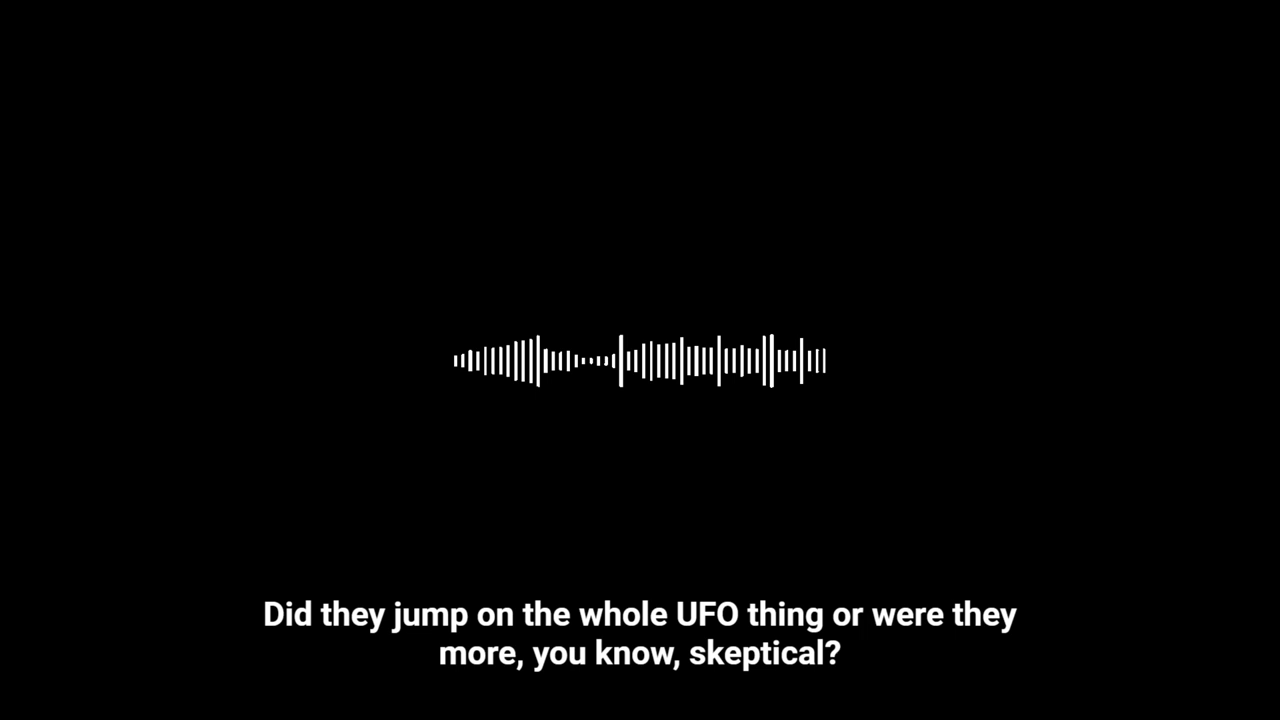 Did they jump on the whole UFO thing or were they
more, you know, skeptical?